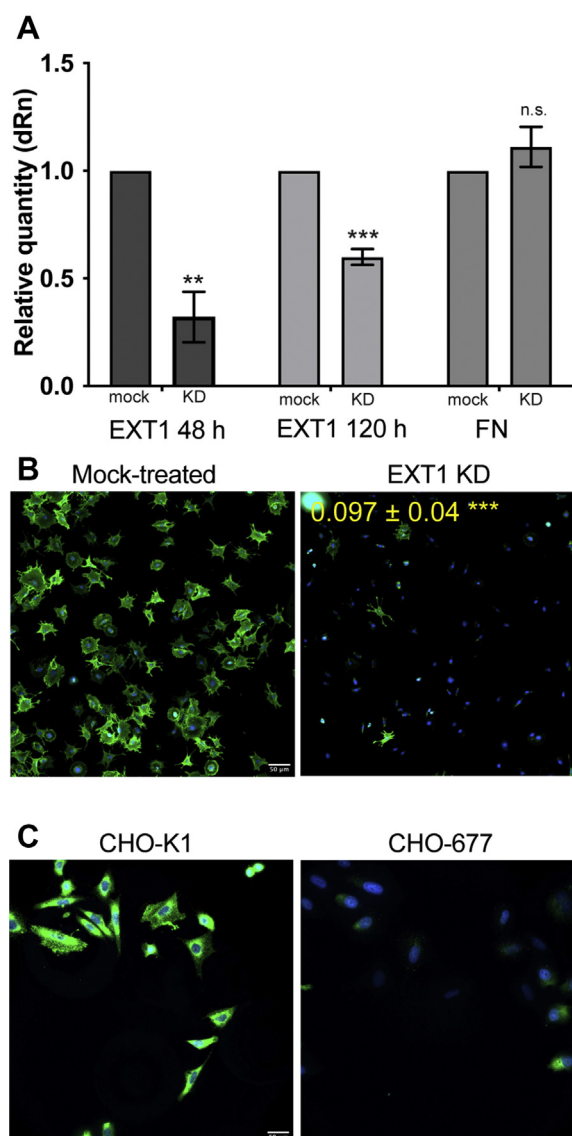 A
Relative quantity (dRn)
1.5
1.0
0.5
0.0
**
***
n.s.
mock KD mock KD mock KD
EXT1 48 h EXT1 120 h FN
B
Mock-treated EXT1 KD
0.097 ± 0.04 ***
50 µm
C
CHO-K1 CHO-677